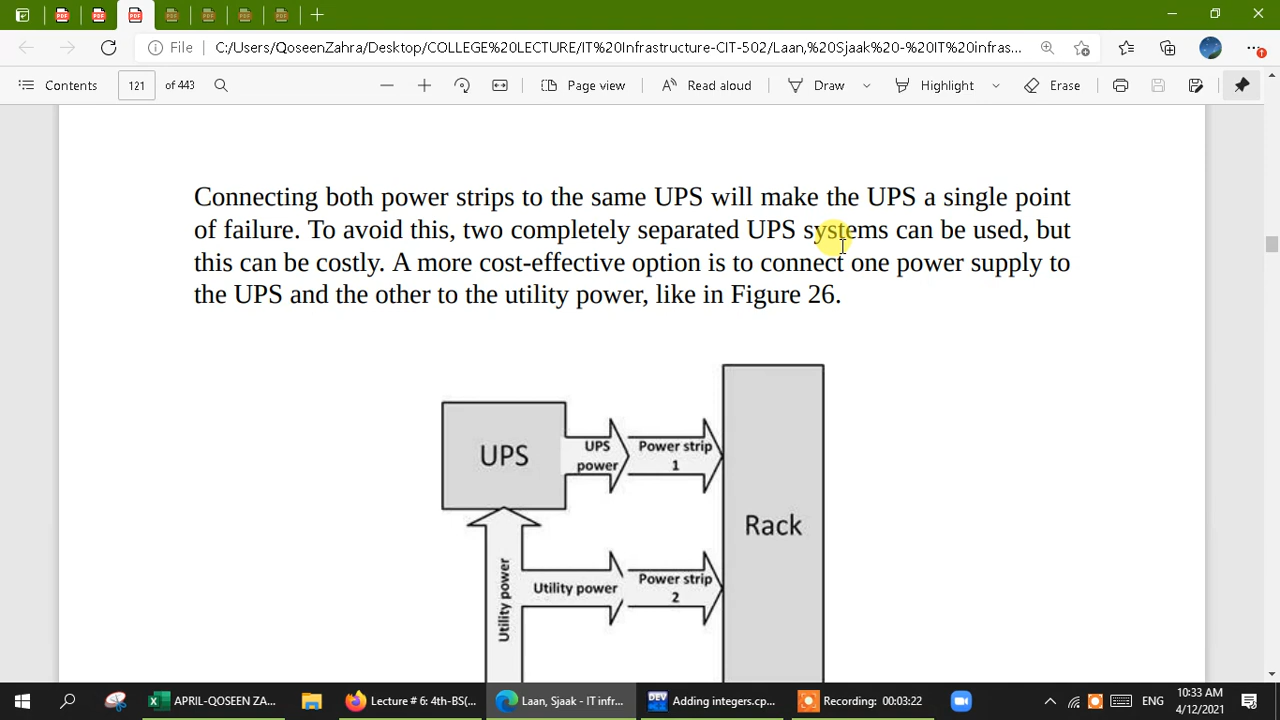 File
C:/Users/QoseenZahra/Desktop/COLLEGE%20LECTURE/IT%20Infrastructure-CIT-502/Laan,%20Sjaak%20-%20IT%20infras...
Contents
121
of 443
Page view
Read aloud
Draw
Highlight
Erase
Connecting both power strips to the same UPS will make the UPS a single point
of failure. To avoid this, two completely separated UPS systems can be used, but
this can be costly. A more cost-effective option is to connect one power supply to
the UPS and the other to the utility power, like in Figure 26.
UPS
UPS
power
Power strip
1
Rack
Utility power
Utility power
Power strip
2
APRIL-QOSEEN ZA...
Lecture # 6: 4th-BS(...
Laan, Sjaak - IT infr...
DEV
Adding integers.cp...
Recording: 00:03:22
ENG
10:33 AM
4/12/2021